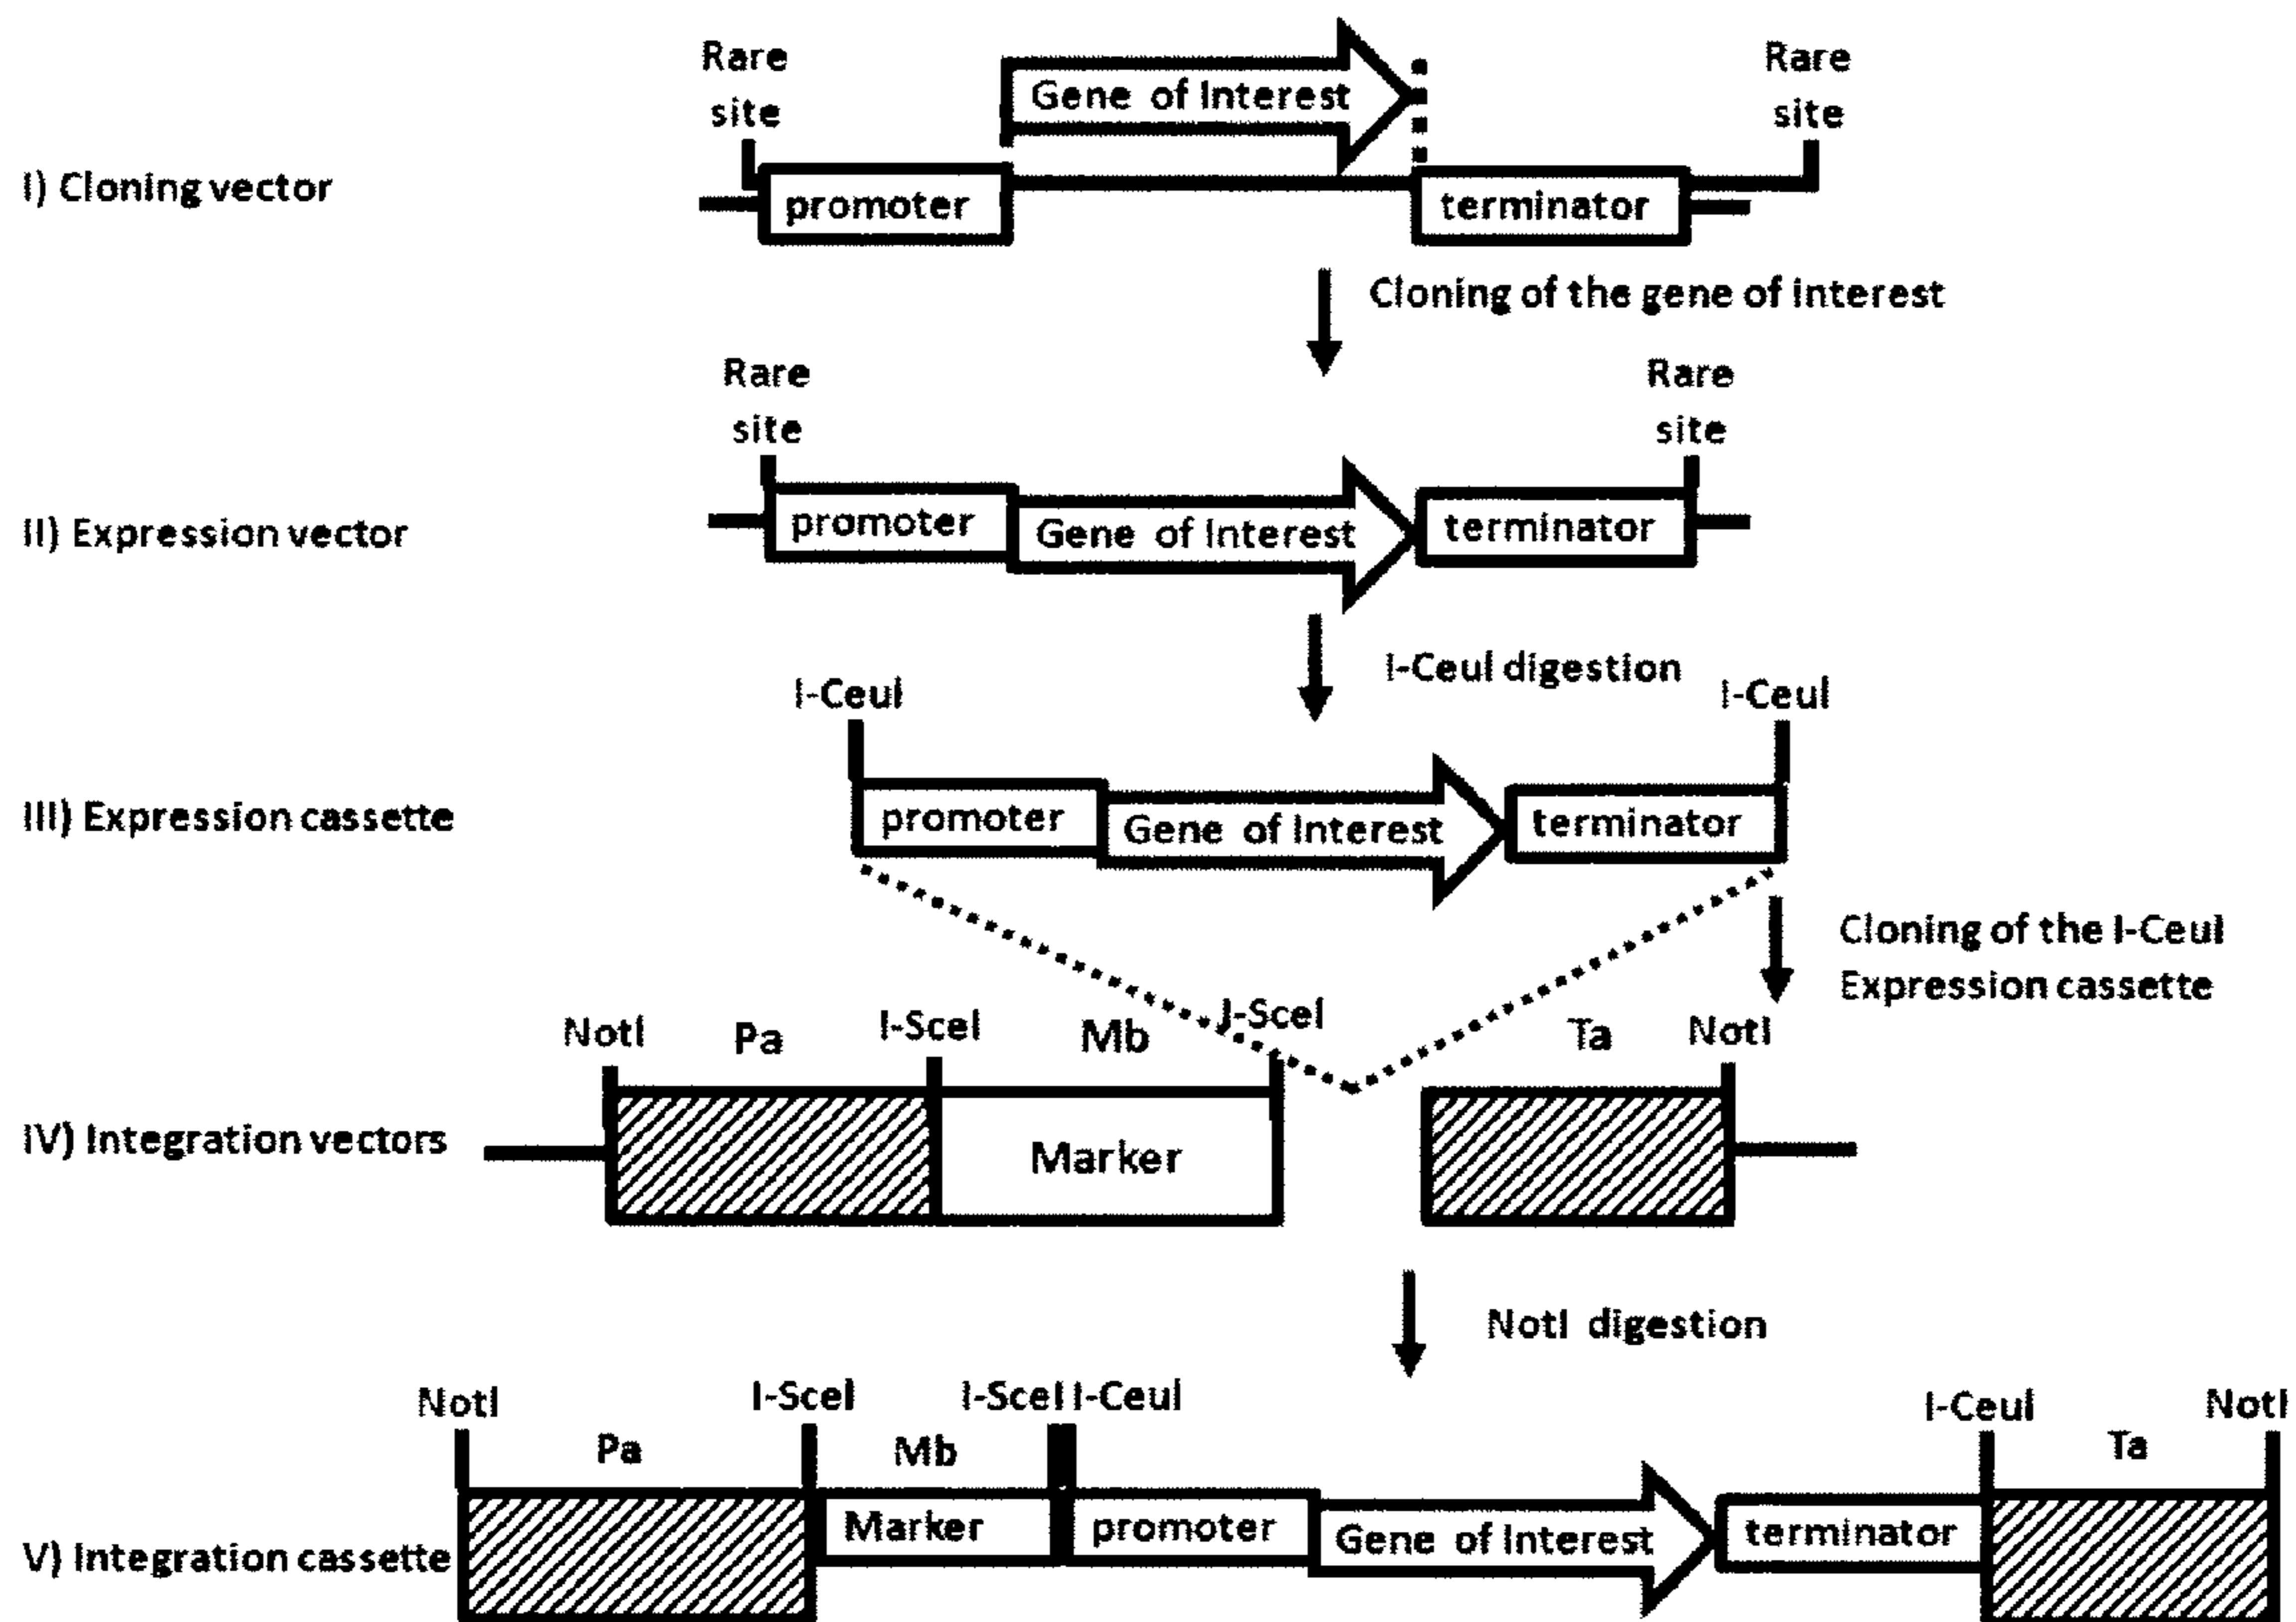 Rare
site
Gene of Interest
Rare
site
I) Cloning vector
promoter
terminator
Cloning of the gene of Interest
Rare
site
Rare
site
II) Expression vector
promoter
Gene of Interest
terminator
I-CeuI digestion
I-CeuI
I-CeuI
III) Expression cassette
promoter
Gene of Interest
terminator
Cloning of the I-CeuI
Expression cassette
NotI
Pa
I-SceI
Mb
I-SceI
Ta
NotI
IV) Integration vectors
Marker
NotI digestion
NotI
Pa
I-SceI
Mb
I-SceI
I-CeuI
I-CeuI
Ta
NotI
V) Integration cassette
Marker
promoter
Gene of Interest
terminator